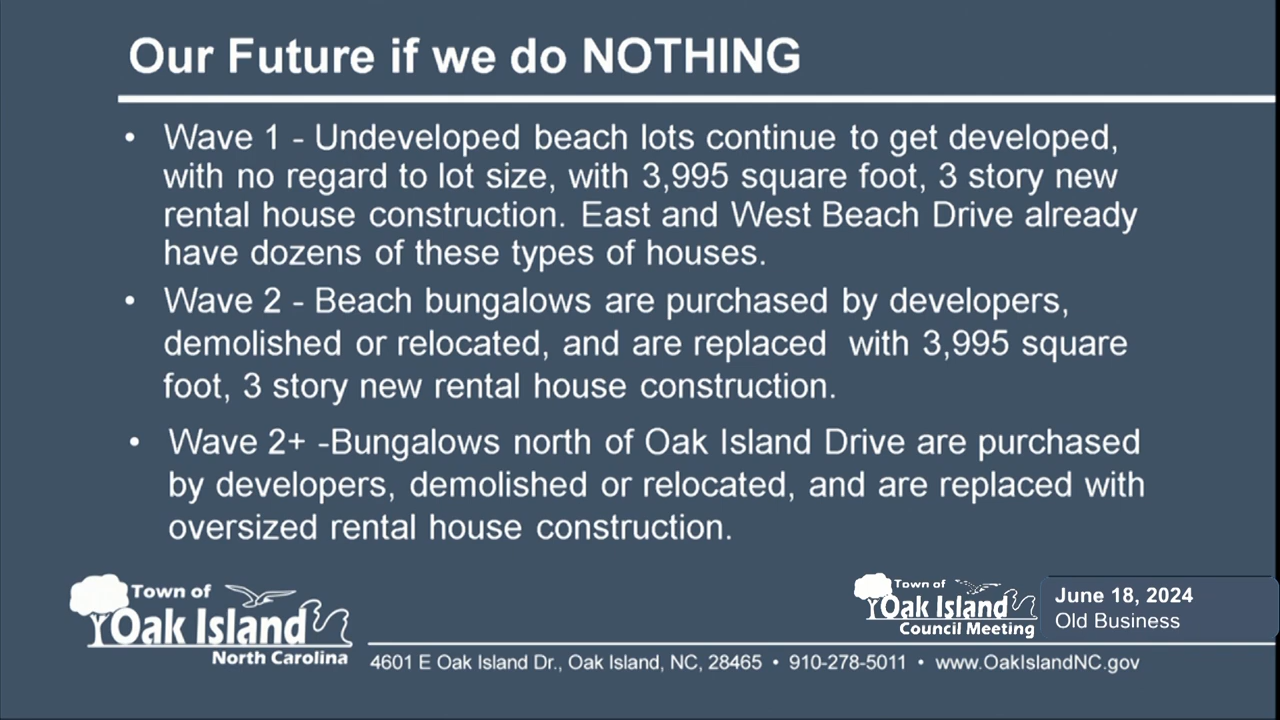 Our Future if we do NOTHING
• Wave 1 - Undeveloped beach lots continue to get developed,
with no regard to lot size, with 3,995 square foot, 3 story new
rental house construction. East and West Beach Drive already
have dozens of these types of houses.
• Wave 2 - Beach bungalows are purchased by developers,
demolished or relocated, and are replaced with 3,995 square
foot, 3 story new rental house construction.
• Wave 2+ -Bungalows north of Oak Island Drive are purchased
by developers, demolished or relocated, and are replaced with
oversized rental house construction.
Town of
Oak Island
North Carolina
Town of
Oak Island
Council Meeting
June 18, 2024
Old Business
4601 E Oak Island Dr., Oak Island, NC, 28465 • 910-278-5011 • www.OakIslandNC.gov